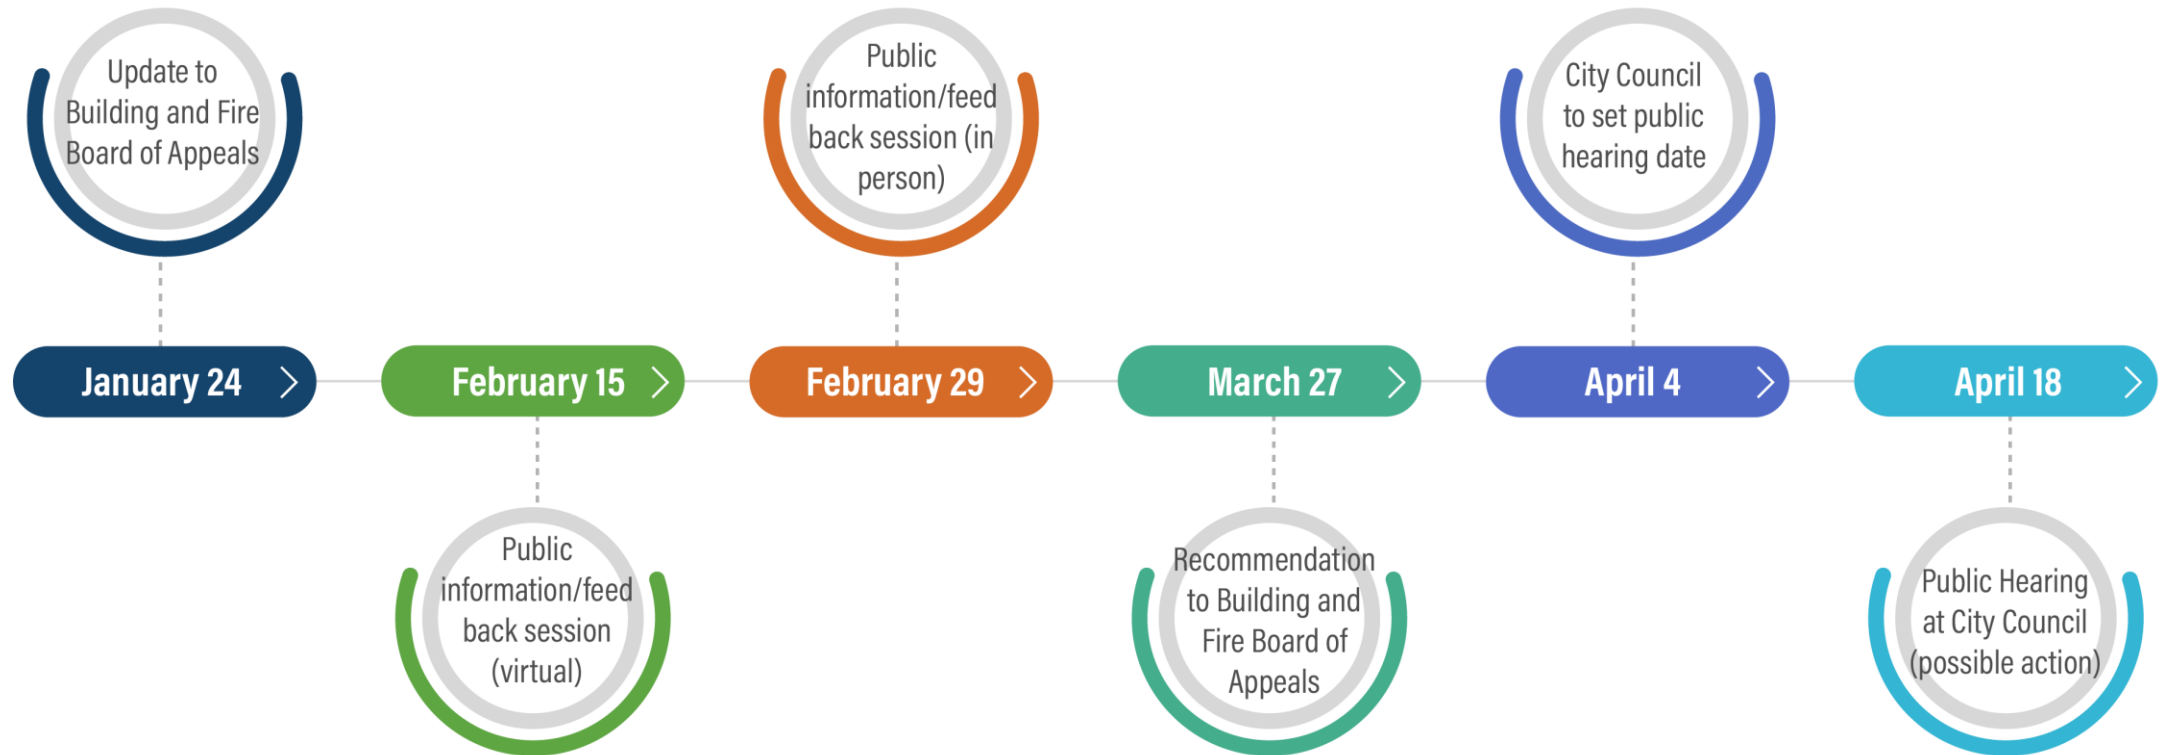 Update to
Building and Fire
Board of Appeals
January 24
February 15
Public
information/feed
back session
(virtual)
Public
information/feed
back session (in
person)
February 29
March 27
Recommendation
to Building and
Fire Board of
Appeals
City Council
to set public
hearing date
April 4
April 18
Public Hearing
at City Council
(possible action)